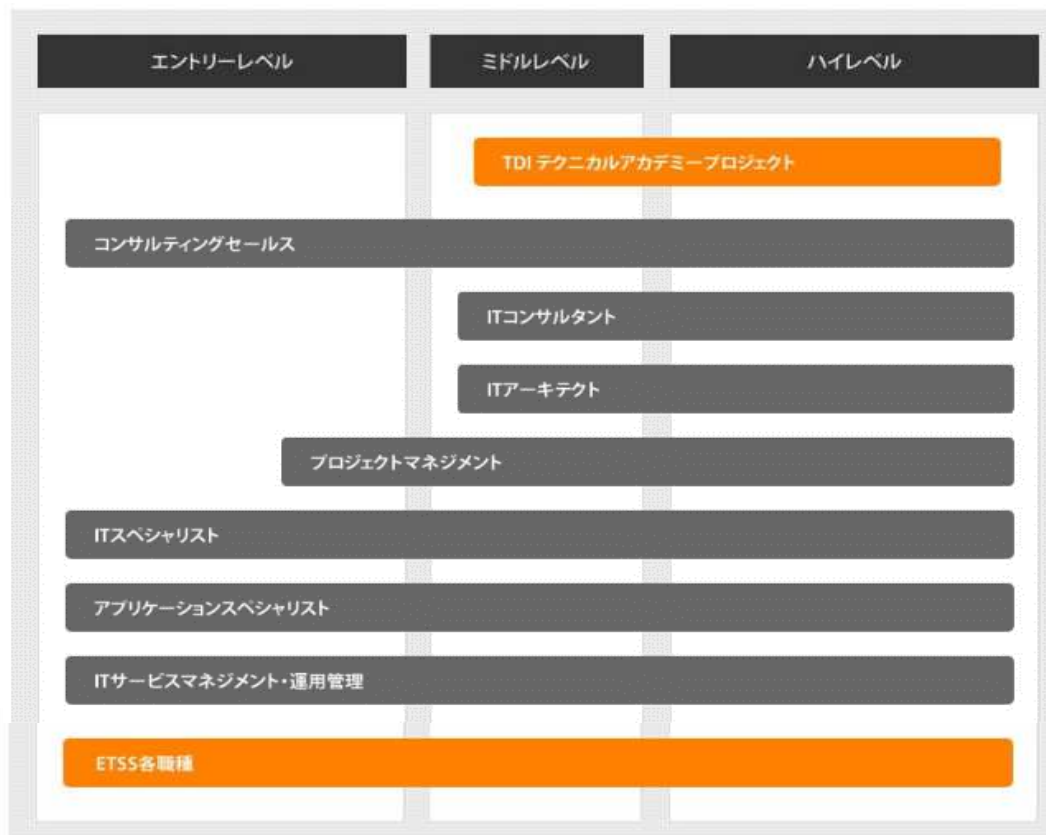 エントリーレベル
ミドルレベル
ハイレベル
TDI テクニカルアカデミープロジェクト
コンサルティングセールス
ITコンサルタント
ITアーキテクト
プロジェクトマネジメント
ITスペシャリスト
アプリケーションスペシャリスト
ITサービスマネジメント・運用管理
ETSS各職種